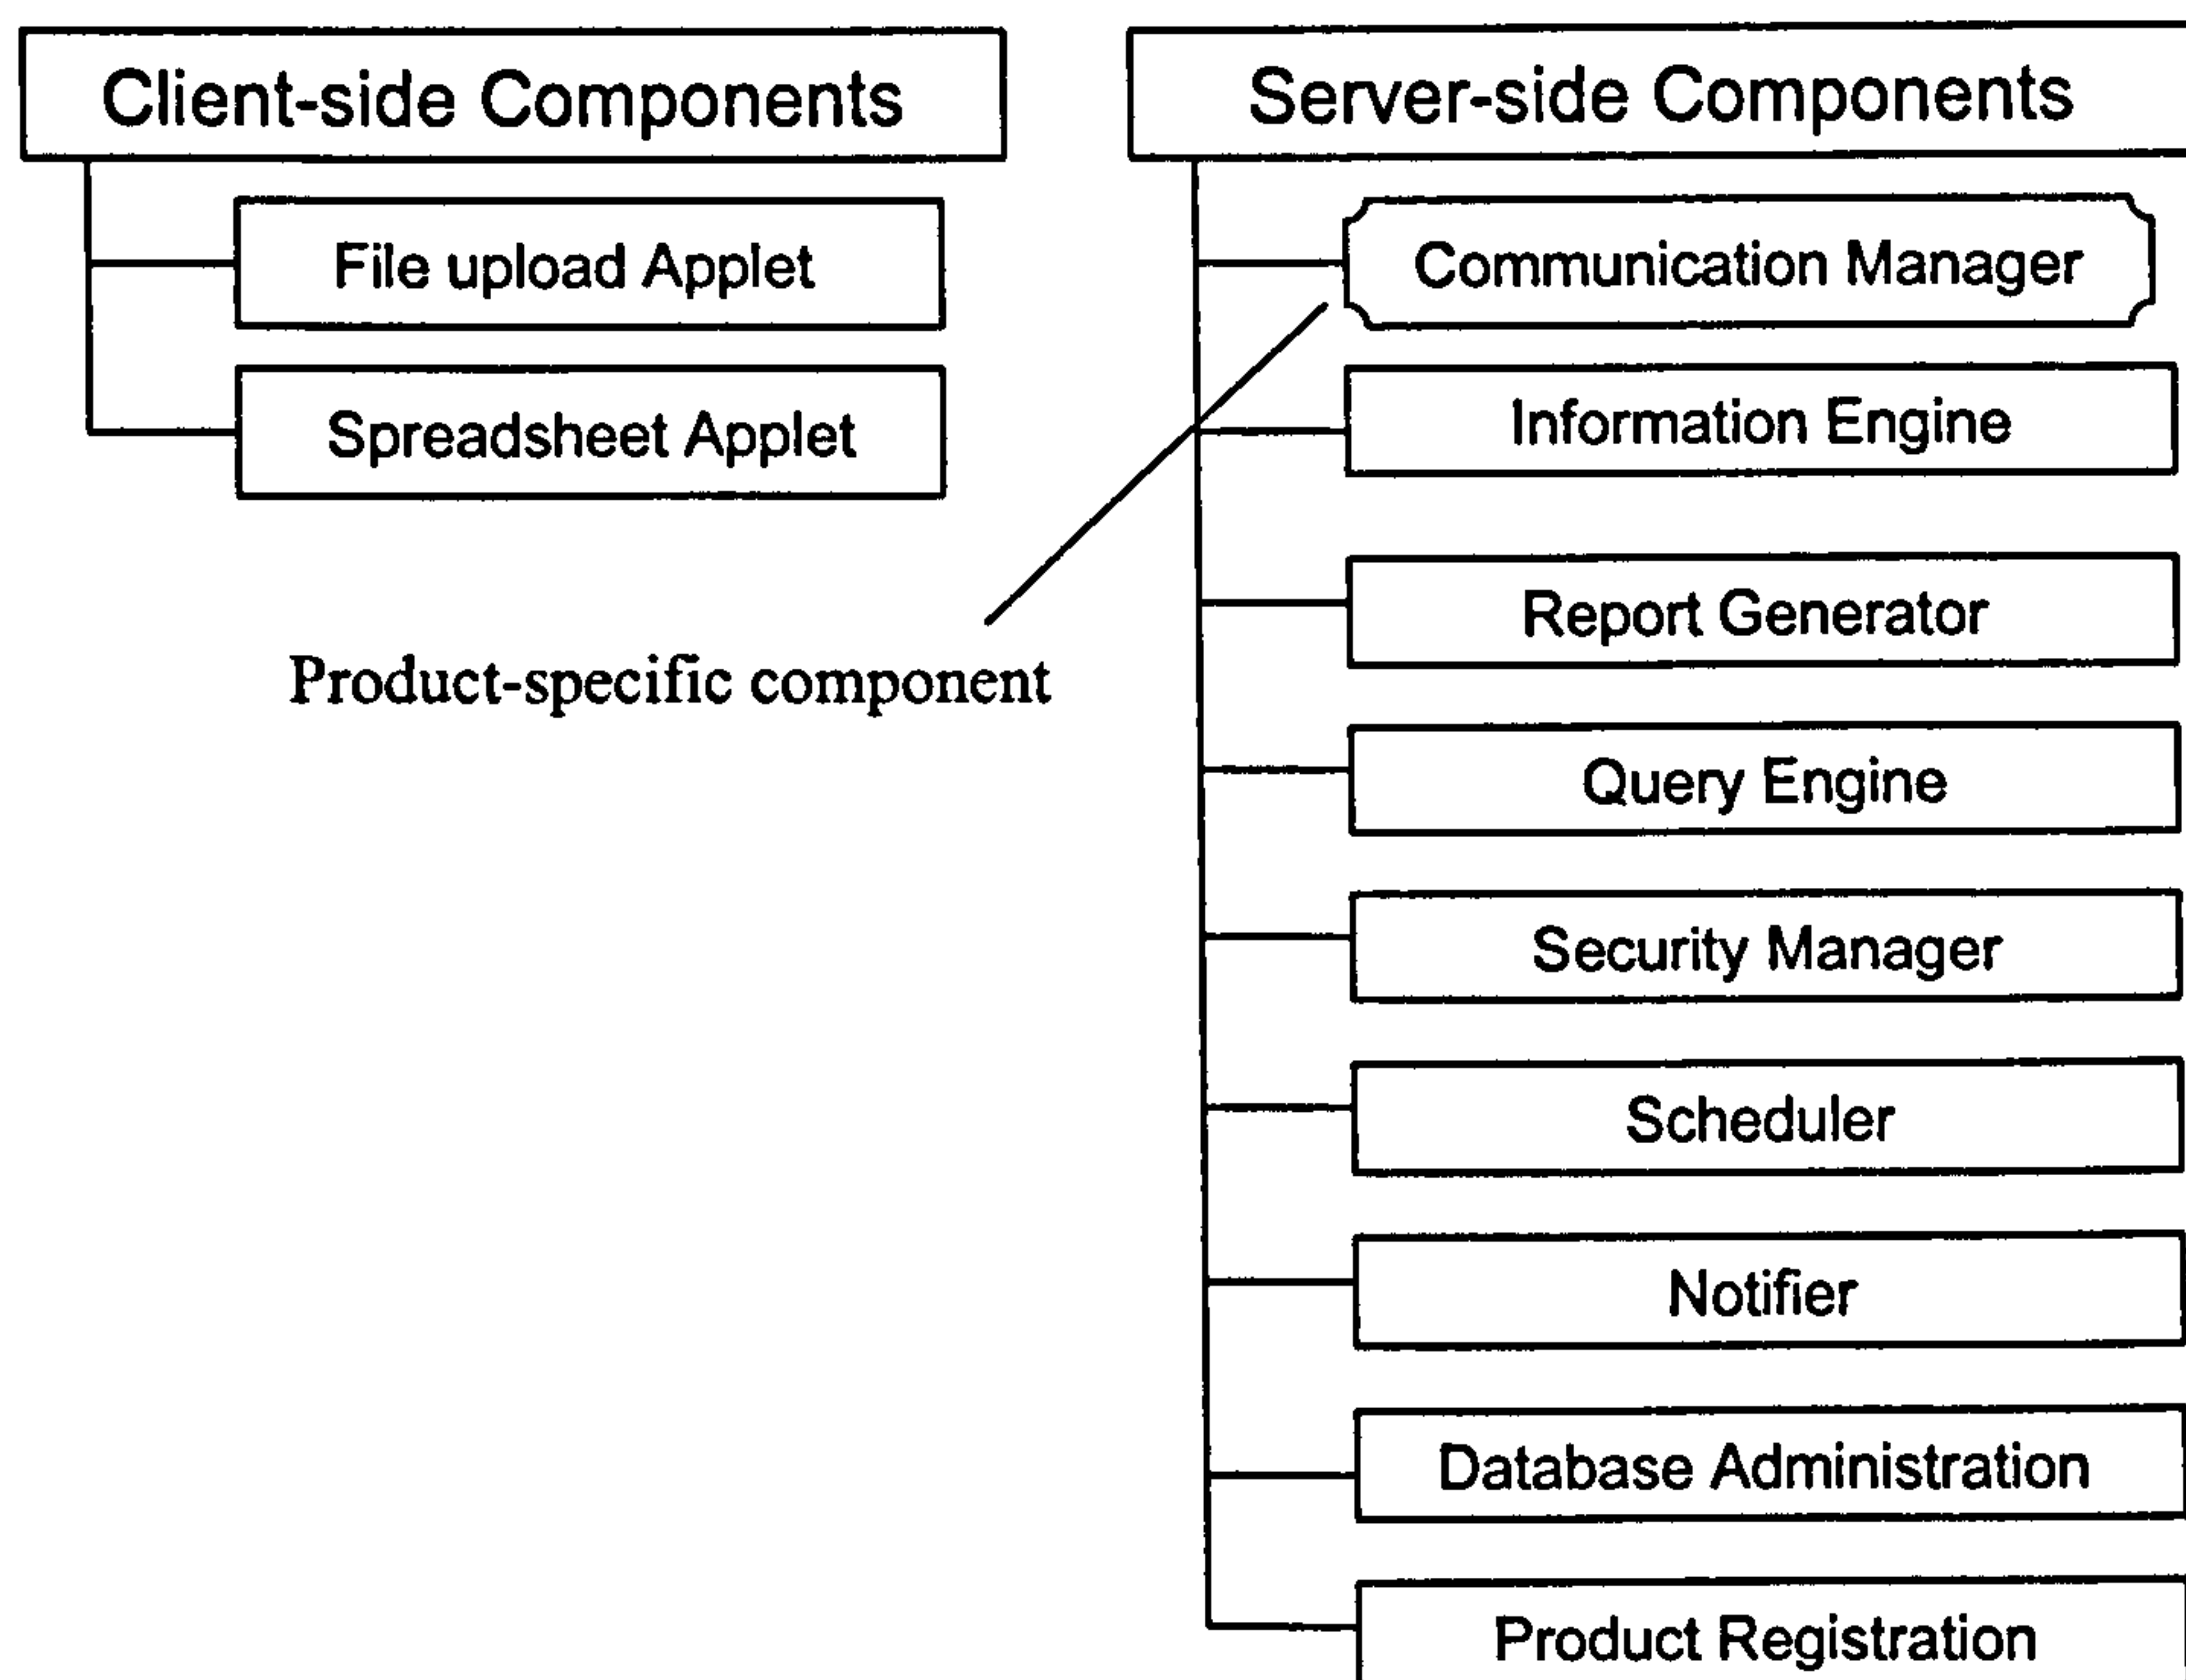 Client-side Components
File upload Applet
Spreadsheet Applet
Product-specific component
Server-side Components
Communication Manager
Information Engine
Report Generator
Query Engine
Security Manager
Scheduler
Notifier
Database Administration
Product Registration